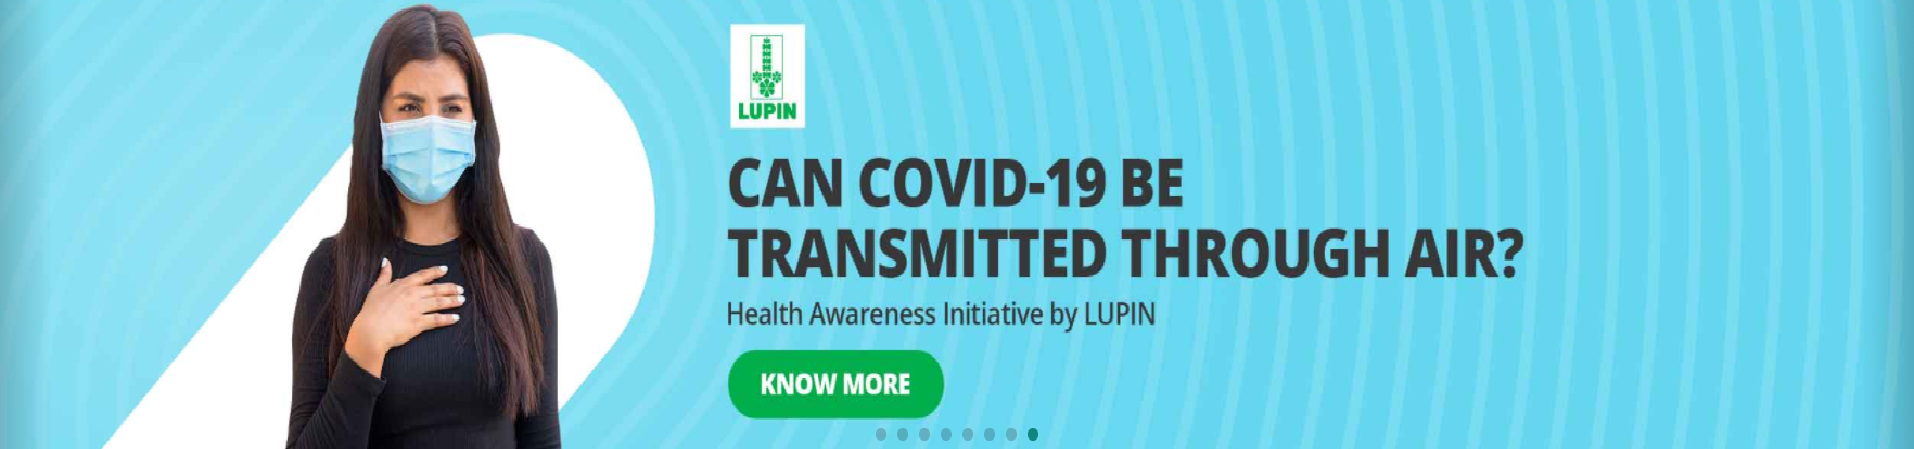 LUPIN
CAN COVID-19 BE
TRANSMITTED THROUGH AIR?
Health Awareness Initiative by LUPIN
KNOW MORE